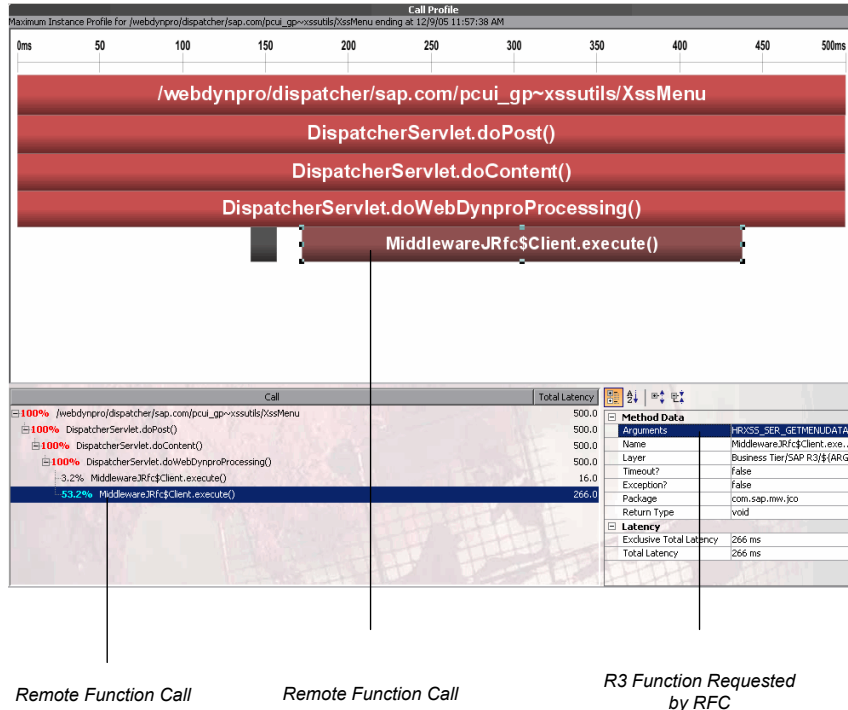 Call Profile
Maximum Instance Profile for /webdynpro/dispatcher/sap.com/pcui_gp~xssutils/XssMenu ending at 12/9/05 11:57:38 AM
0ms 50 100 150 200 250 300 350 400 450 500ms
/webdynpro/dispatcher/sap.com/pcui_gp~xssutils/XssMenu
DispatcherServlet.doPost()
DispatcherServlet.doContent()
DispatcherServlet.doWebDynproProcessing()
MiddlewareJRfc$Client.execute()
Call Total Latency
100% /webdynpro/dispatcher/sap.com/pcui_gp~xssutils/XssMenu 500.0
100% DispatcherServlet.doPost() 500.0
100% DispatcherServlet.doContent() 500.0
100% DispatcherServlet.doWebDynproProcessing() 500.0
3.2% MiddlewareJRfc$Client.execute() 16.0
53.2% MiddlewareJRfc$Client.execute() 266.0
Method Data
Arguments HRXSS_SER_GETMENUDATA
Name MiddlewareJRfc$Client.exe...
Layer Business Tier/SAP R3/${ARG
Timeout? false
Exception? false
Package com.sap.mw.jco
Return Type void
Latency
Exclusive Total Latency 266 ms
Total Latency 266 ms
Remote Function Call
Remote Function Call
R3 Function Requested
by RFC